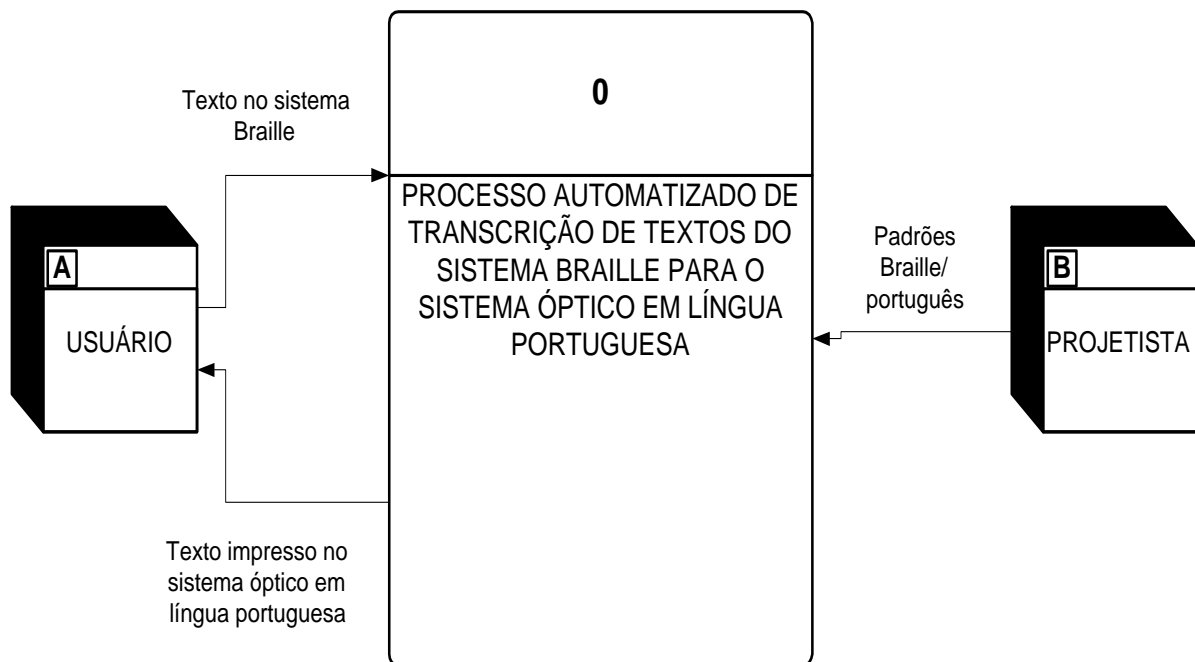 0
Texto no sistema
Braille
PROCESSO AUTOMATIZADO DE
TRANSCRIÇÃO DE TEXTOS DO
SISTEMA BRAILLE PARA O
SISTEMA ÓPTICO EM LÍNGUA
PORTUGUESA
A
USUÁRIO
Padrões
Braille/
português
B
PROJETISTA
Texto impresso no
sistema óptico em
língua portuguesa